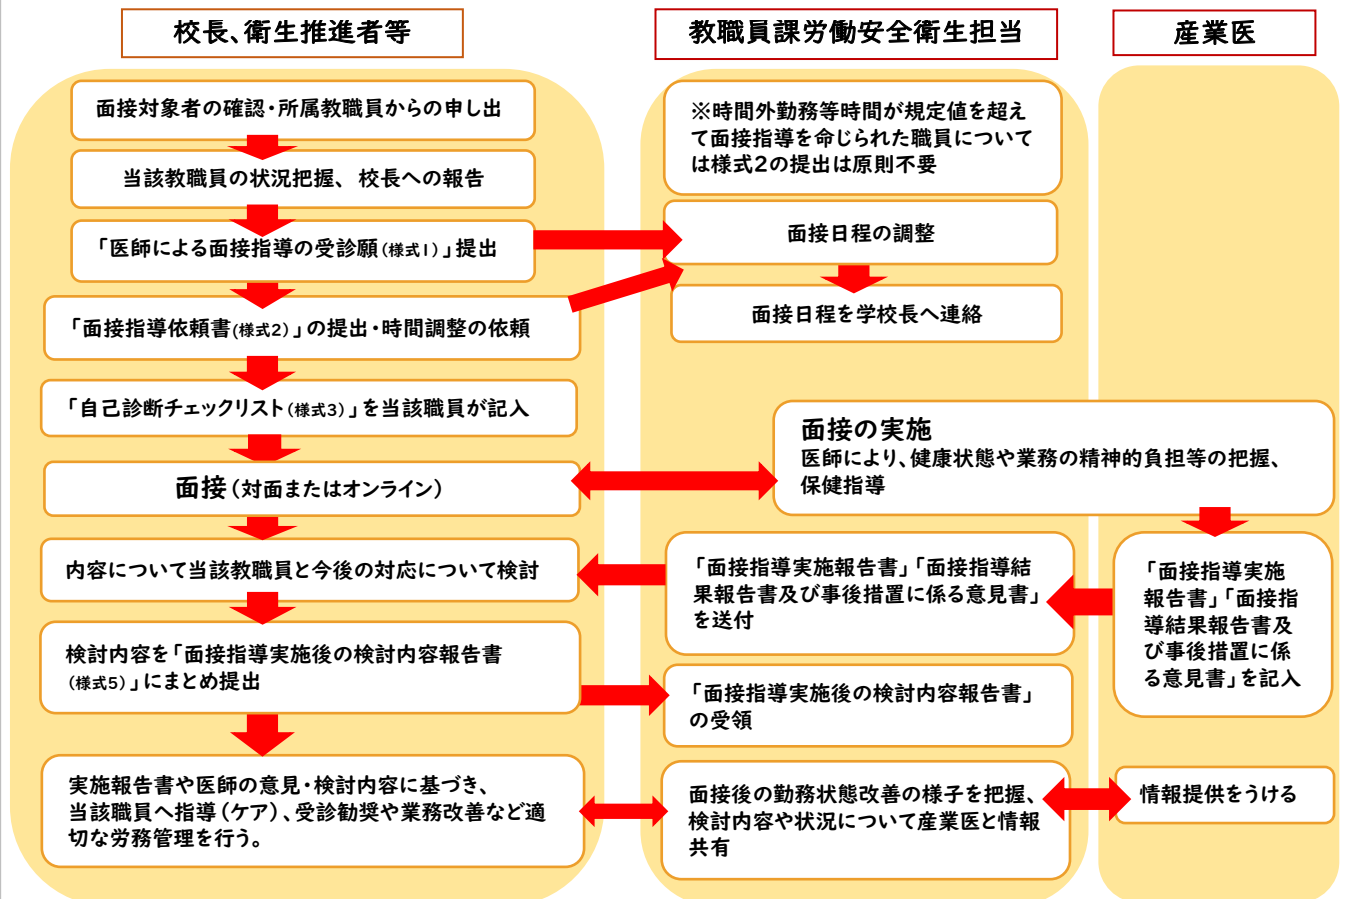 校長、衛生推進者等
面接対象者の確認・所属教職員からの申し出
当該教職員の状況把握、校長への報告
「医師による面接指導の受診願(様式1)」提出
「面接指導依頼書(様式2)」の提出・時間調整の依頼
「自己診断チェックリスト(様式3)」を当該職員が記入
面接(対面またはオンライン)
内容について当該教職員と今後の対応について検討
検討内容を「面接指導実施後の検討内容報告書
(様式5)」にまとめ提出
実施報告書や医師の意見・検討内容に基づき、
当該職員へ指導(ケア)、受診勧奨や業務改善など適
切な労務管理を行う。
教職員課労働安全衛生担当
※時間外勤務等時間が規定値を超え
て面接指導を命じられた職員について
は様式2の提出は原則不要
面接日程の調整
面接日程を学校長へ連絡
面接の実施
医師により、健康状態や業務の精神的負担等の把握、
保健指導
「面接指導実施報告書」「面接指導結
果報告書及び事後措置に係る意見書」
を送付
「面接指導実施後の検討内容報告書」
の受領
面接後の勤務状態改善の様子を把握、
検討内容や状況について産業医と情報
共有
産業医
「面接指導実施
報告書」「面接指
導結果報告書及
び事後措置に係
る意見書」を記入
情報提供をうける